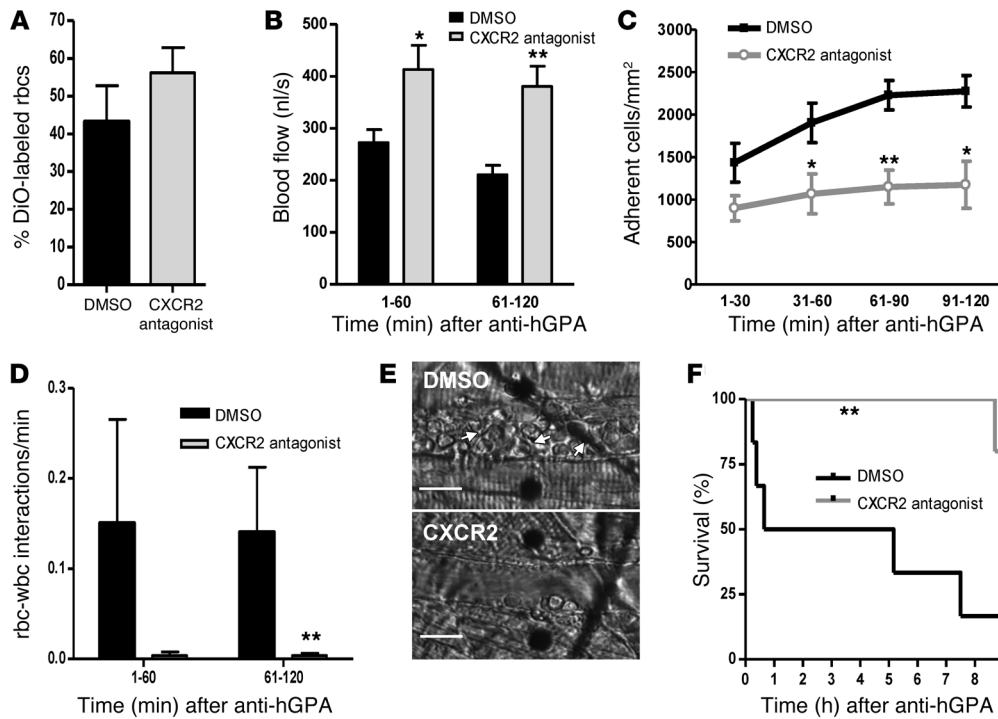 A
% DiO-labeled rbcs
70
60
50
40
30
20
10
0
DMSO
CXCR2
antagonist
B
DMSO
CXCR2 antagonist
Blood flow (nl/s)
500
400
300
200
100
0
*
**
1-60
61-120
Time (min) after anti-hGPA
C
DMSO
CXCR2 antagonist
Adherent cells/mm²
2500
2000
1500
1000
500
0
*
**
*
1-30
31-60
61-90
91-120
Time (min) after anti-hGPA
D
rbc-wbc interactions/min
0.3
0.2
0.1
0.0
DMSO
CXCR2 antagonist
**
1-60
61-120
Time (min) after anti-hGPA
E
DMSO
CXCR2
F
Survival (%)
100
75
50
25
0
**
DMSO
CXCR2 antagonist
0 1 2 3 4 5 6 7 8
Time (h) after anti-hGPA